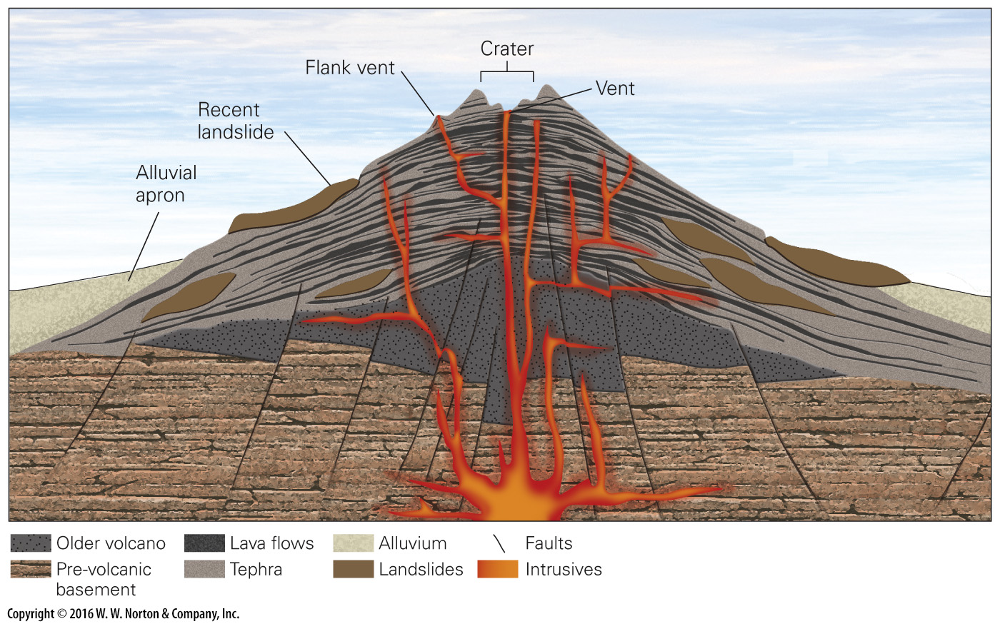 Crater
Flank vent
Vent
Recent
landslide
Alluvial
apron
Older volcano
Lava flows
Alluvium
Faults
Pre-volcanic
basement
Tephra
Landslides
Intrusives
Copyright © 2016 W. W. Norton & Company, Inc.